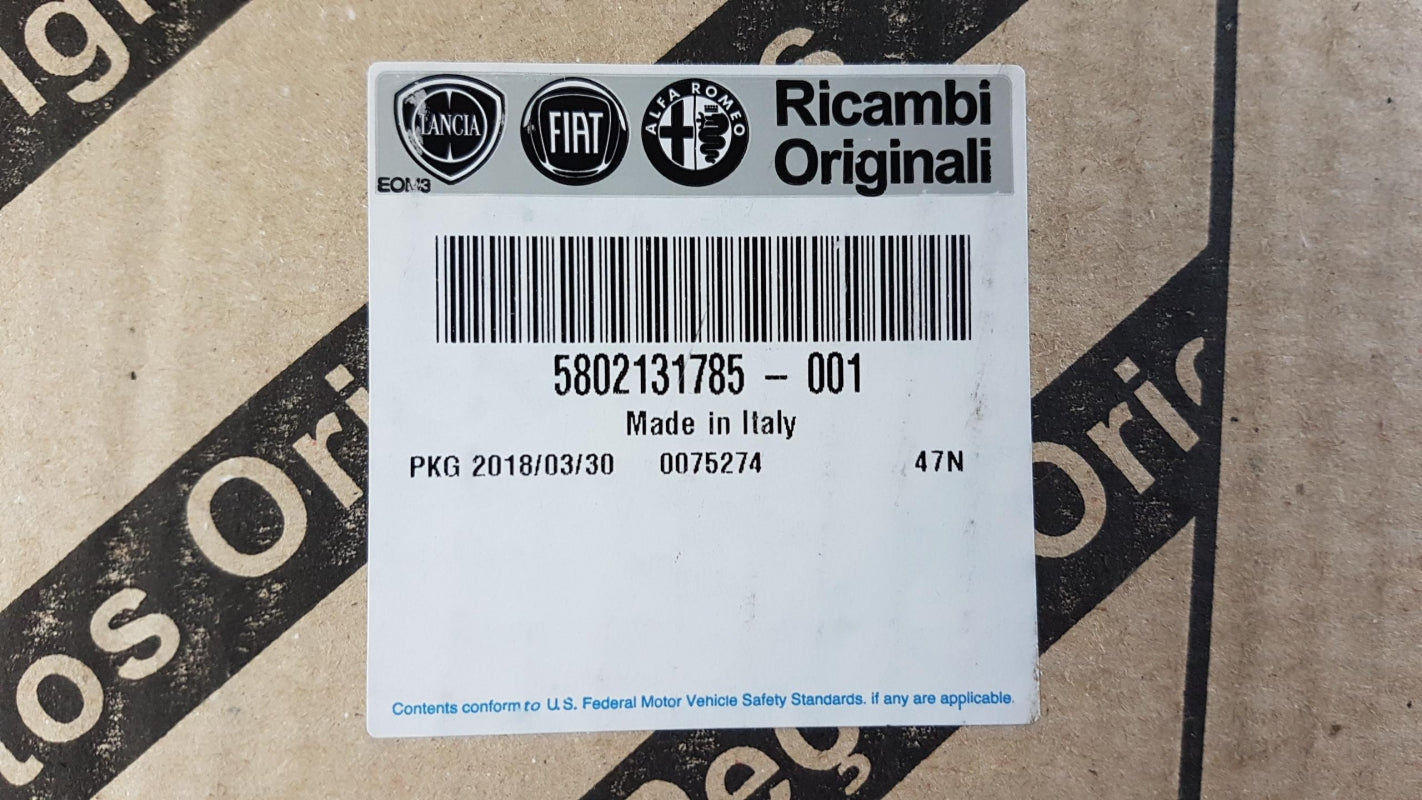 LANCIA
FIAT
ALFA ROMEO
Ricambi
Originali
EOM3
5802131785 - 001
Made in Italy
PKG 2018/03/30 0075274 47N
Contents conform to U.S. Federal Motor Vehicle Safety Standards. if any are applicable.